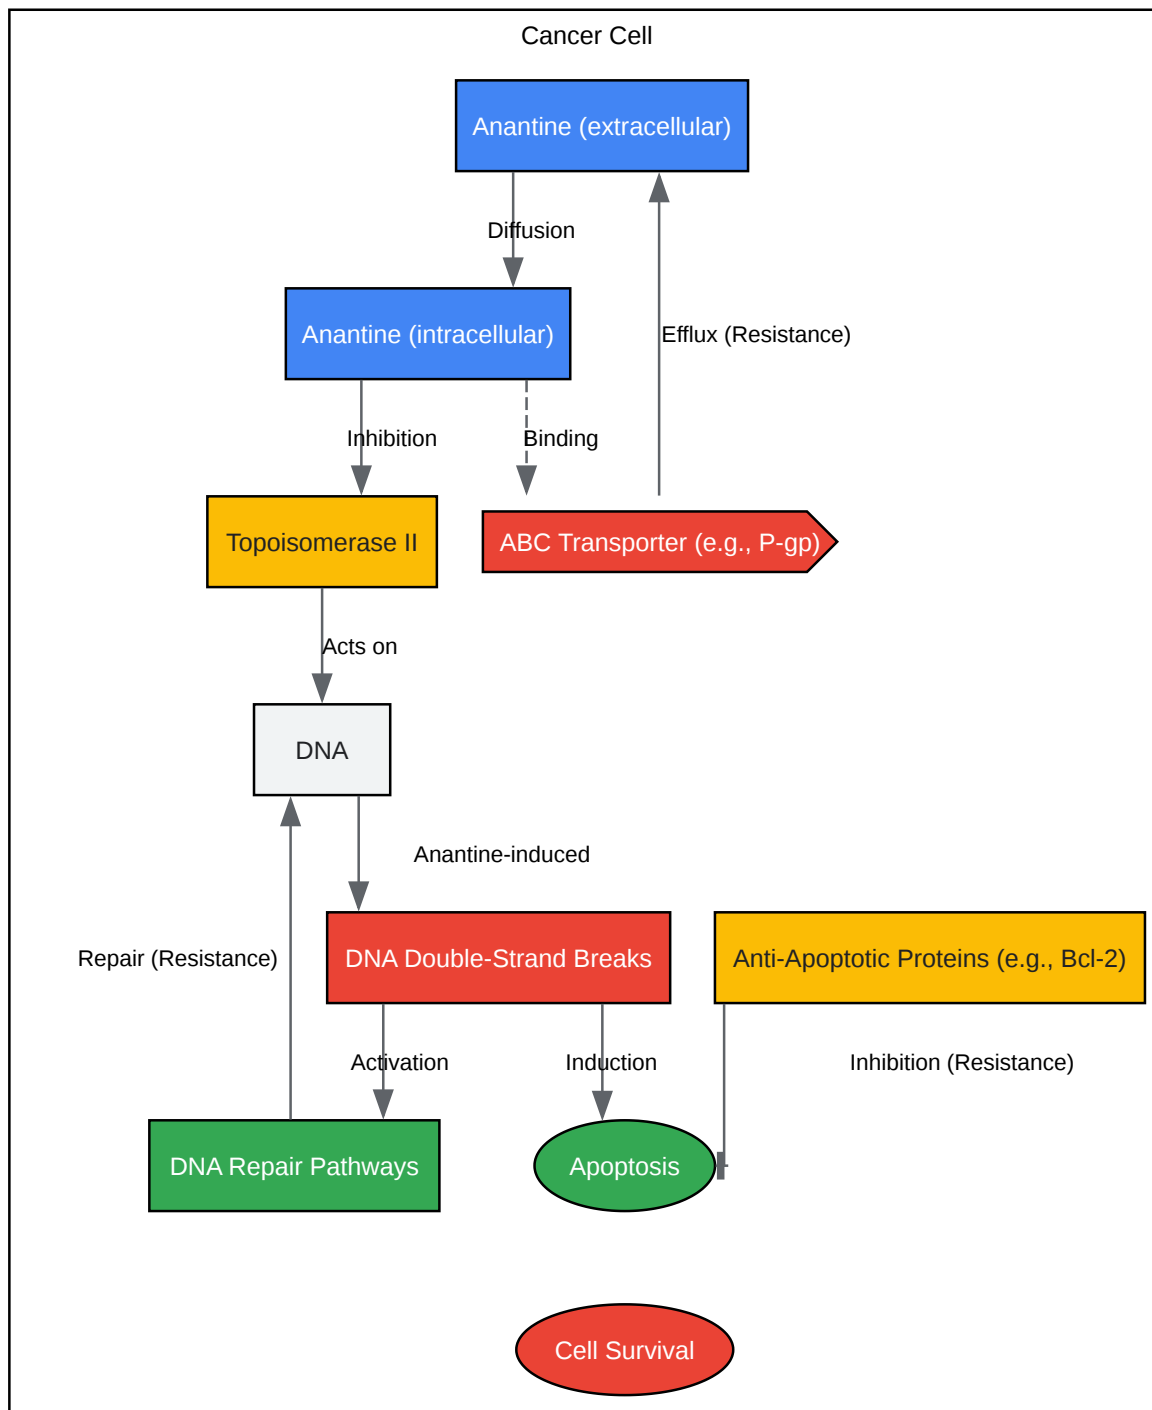 Cancer Cell
Anantine (extracellular)
Diffusion
Anantine (intracellular)
Efflux (Resistance)
Inhibition
Binding
Topoisomerase II
ABC Transporter (e.g., P-gp)
Acts on
DNA
Anantine-induced
Repair (Resistance)
DNA Double-Strand Breaks
Anti-Apoptotic Proteins (e.g., Bcl-2)
Activation
Induction
Inhibition (Resistance)
DNA Repair Pathways
Apoptosis
Cell Survival